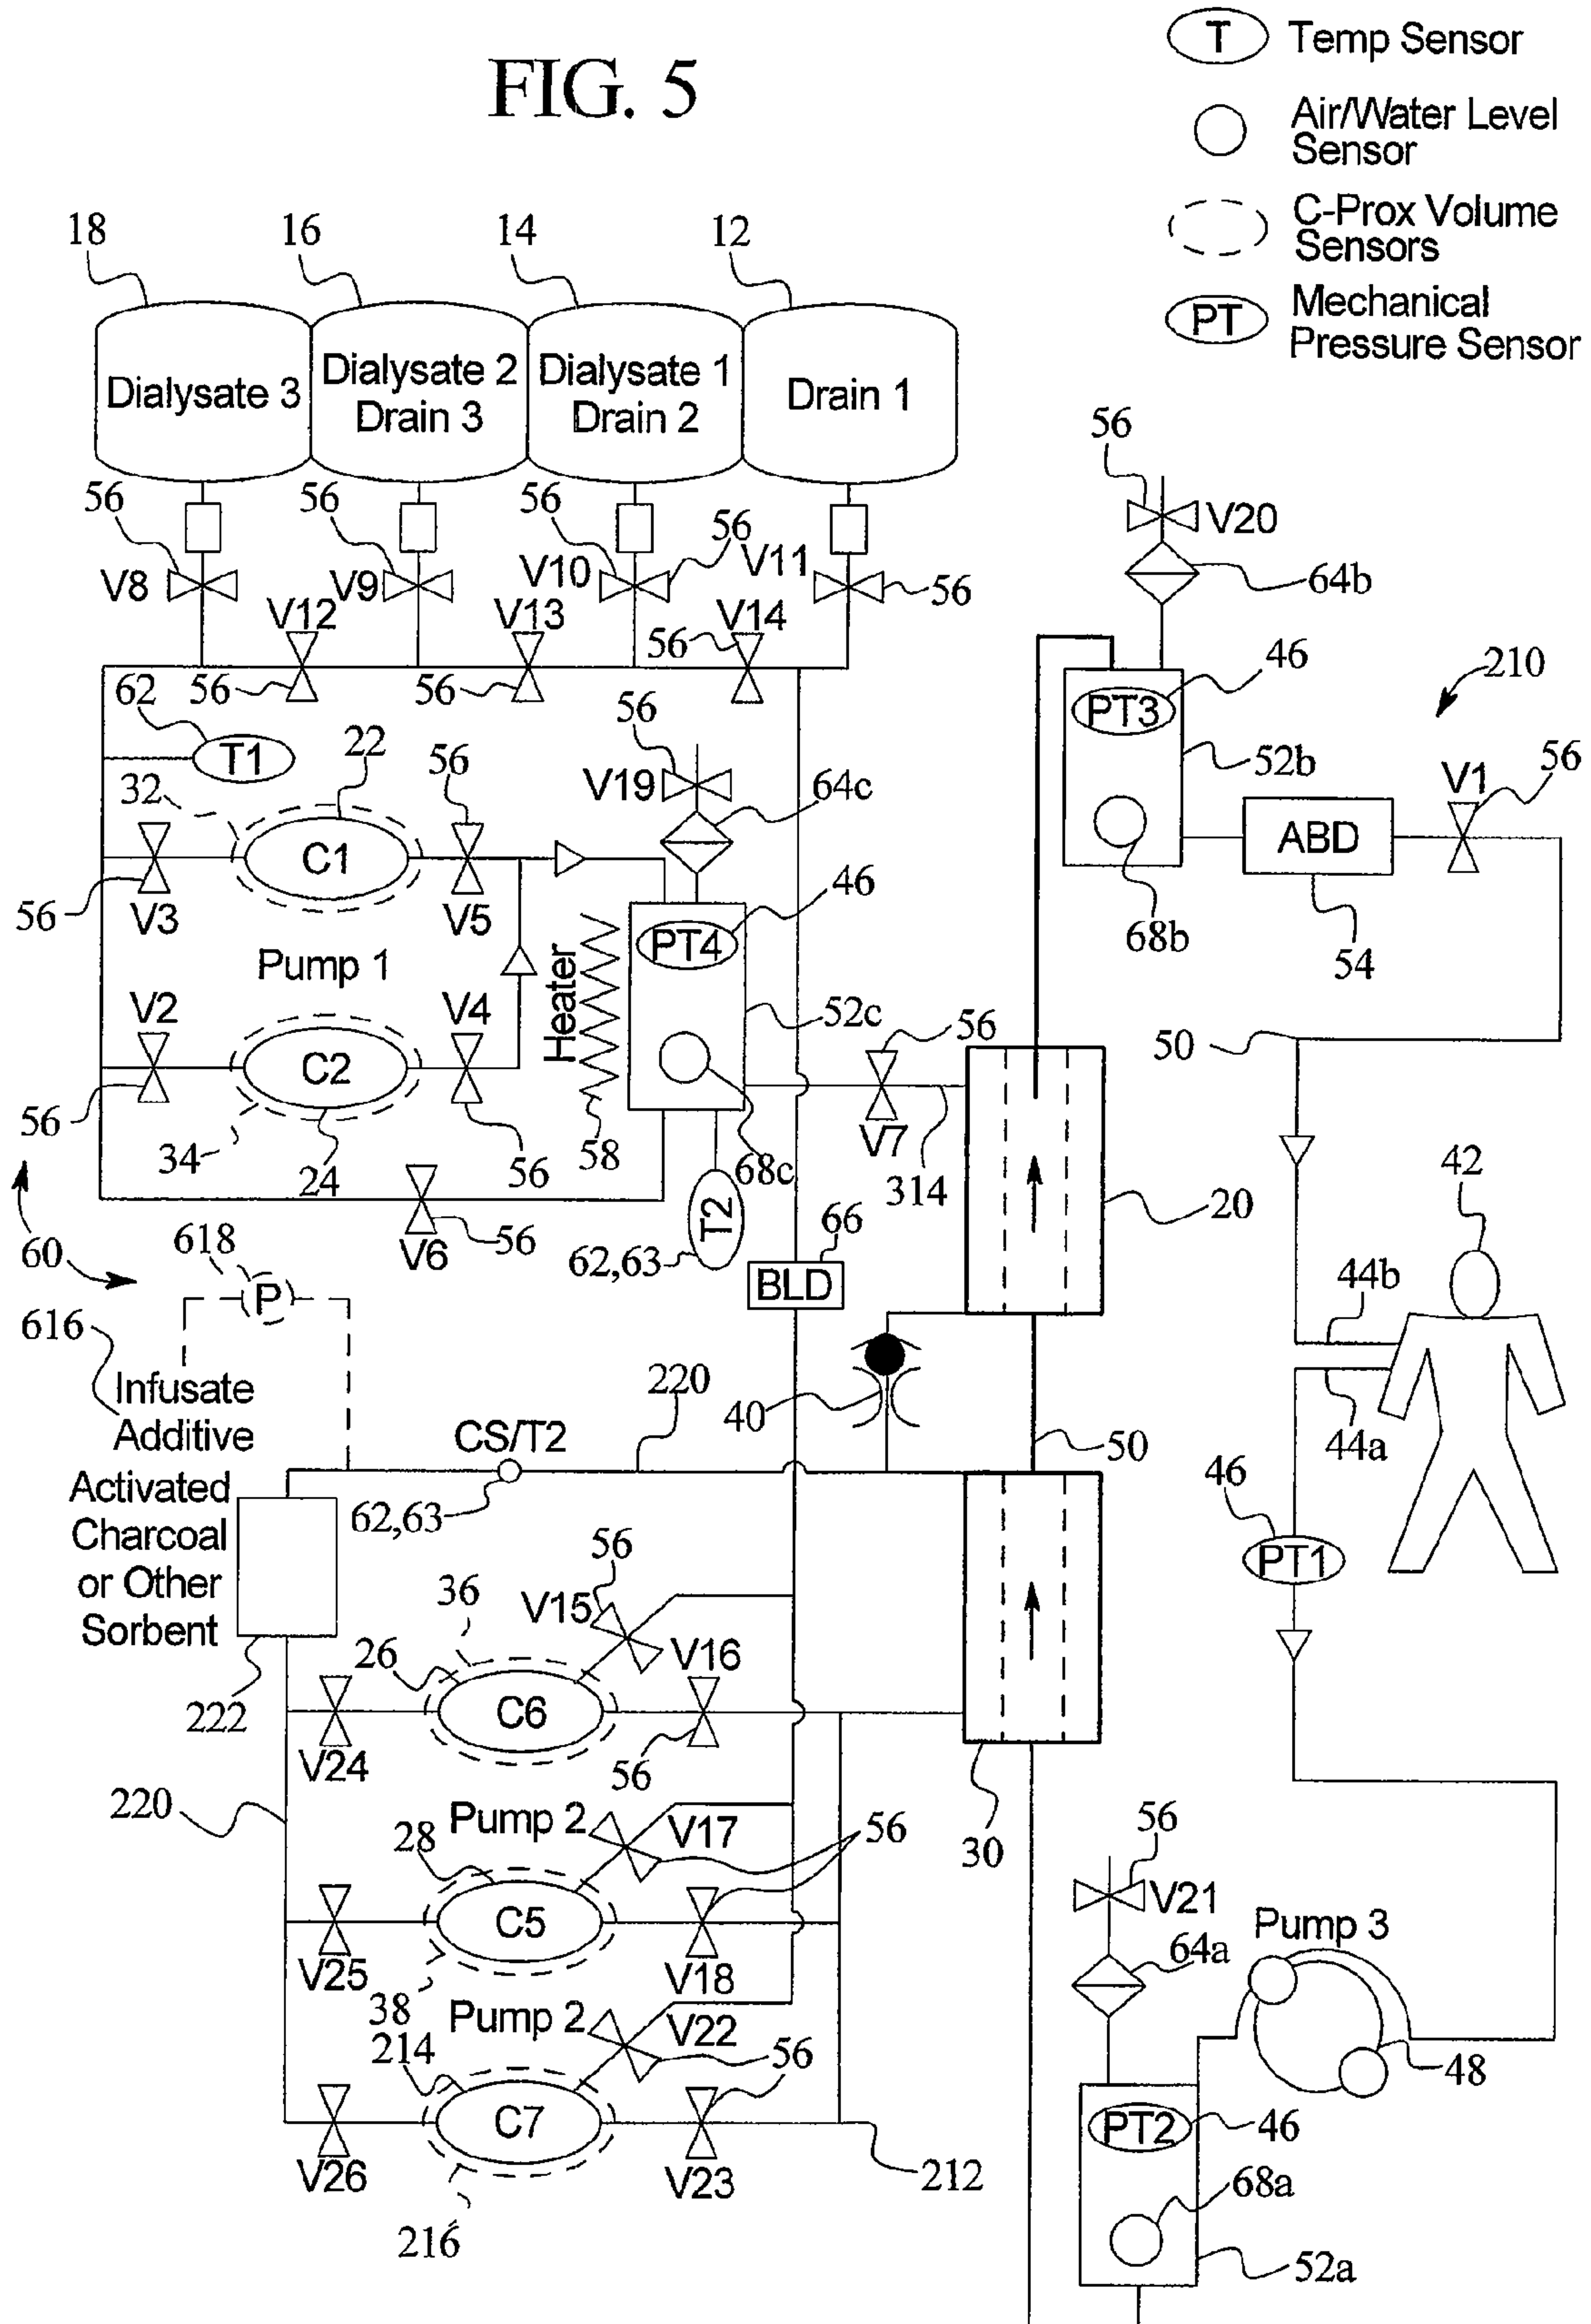 FIG. 5
T Temp Sensor
Air/Water Level
Sensor
C-Prox Volume
Sensors
PT Mechanical
Pressure Sensor
18 16 14 12
Dialysate 3
Dialysate 2
Drain 3
Dialysate 1
Drain 2
Drain 1
56 56 56 56
V8 V9 V10 V11 56
V12 V13 V14
56 56 56
56
V20
64b
46
PT3
52b
210
V1 56
ABD
68b
54
50
62
T1
32 22 56
C1
56 V3 V5
Pump 1
V2 V4
C2
56 34 24 56
56
V19
64c
46
PT4
Heater
52c
58
68c
T2
62,63
56
V7
314
V6 56
60
20
66
BLD
42
44b
44a
618
P
616
Infusate
Additive
CS/T2
62,63
220
40
50
Activated
Charcoal
or Other
Sorbent
222
46
PT1
56
V15
36
26
C6
V16
56
V24
220
Pump 2
28
V17
56
C5
V25
38
V18
Pump 2
V22
214
56
C7
V26
V23
216
212
30
56
V21
64a
Pump 3
48
PT2
46
68a
52a